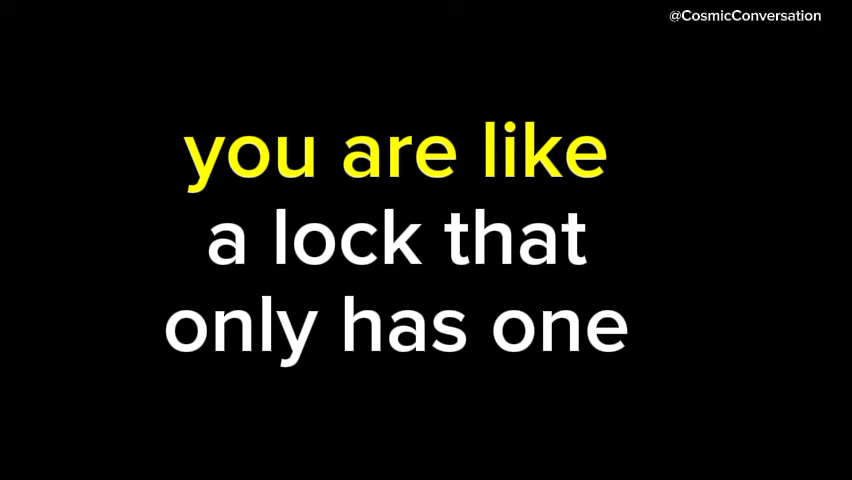 @CosmicConversation
you are like
a lock that
only has one